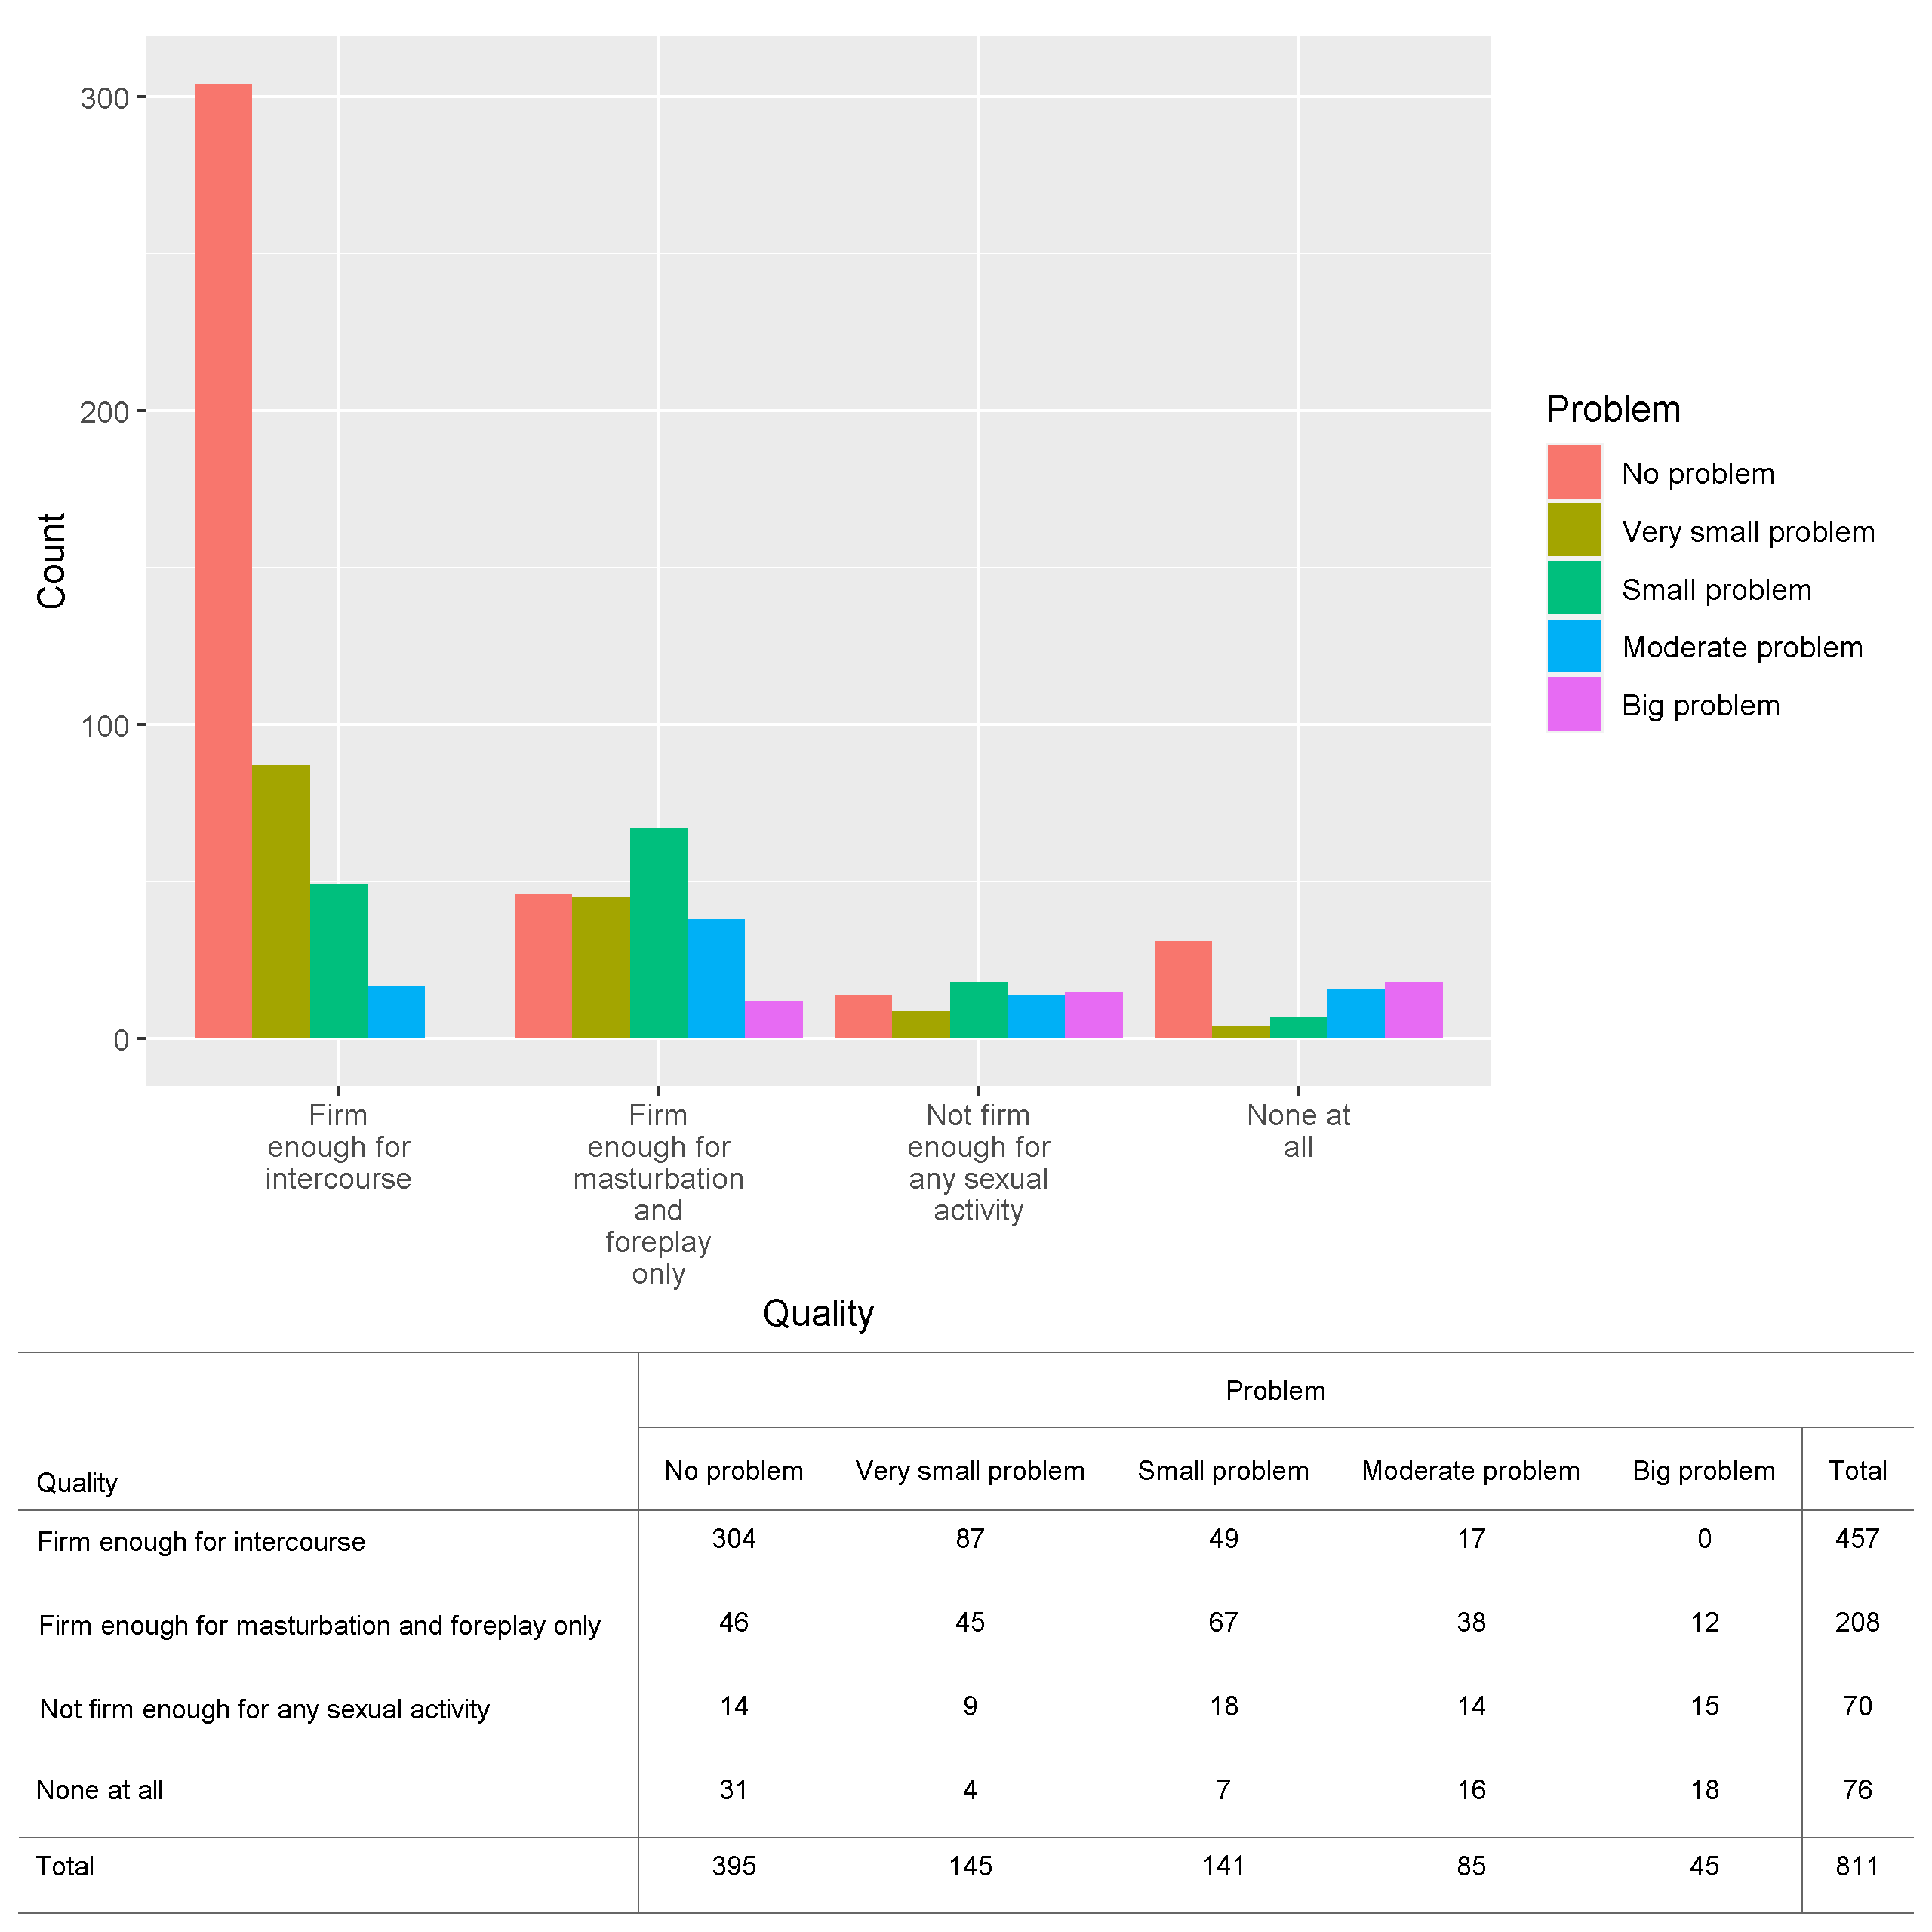 300
200
100
0
Count
Firm
enough for
intercourse
Firm
enough for
masturbation
and
foreplay
only
Not firm
enough for
any sexual
activity
None at
all
Quality
Problem
No problem
Very small problem
Small problem
Moderate problem
Big problem
Problem
Quality No problem Very small problem Small problem Moderate problem Big problem Total
Firm enough for intercourse 304 87 49 17 0 457
Firm enough for masturbation and foreplay only 46 45 67 38 12 208
Not firm enough for any sexual activity 14 9 18 14 15 70
None at all 31 4 7 16 18 76
Total 395 145 141 85 45 811